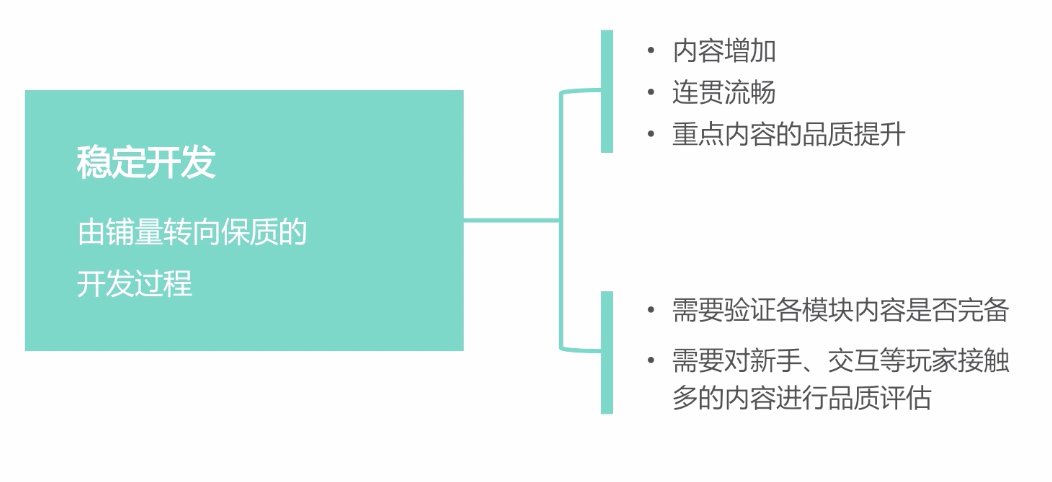 稳定开发
由铺量转向保质的
开发过程
• 内容增加
• 连贯流畅
• 重点内容的品质提升
• 需要验证各模块内容是否完备
• 需要对新手、交互等玩家接触
多的内容进行品质评估